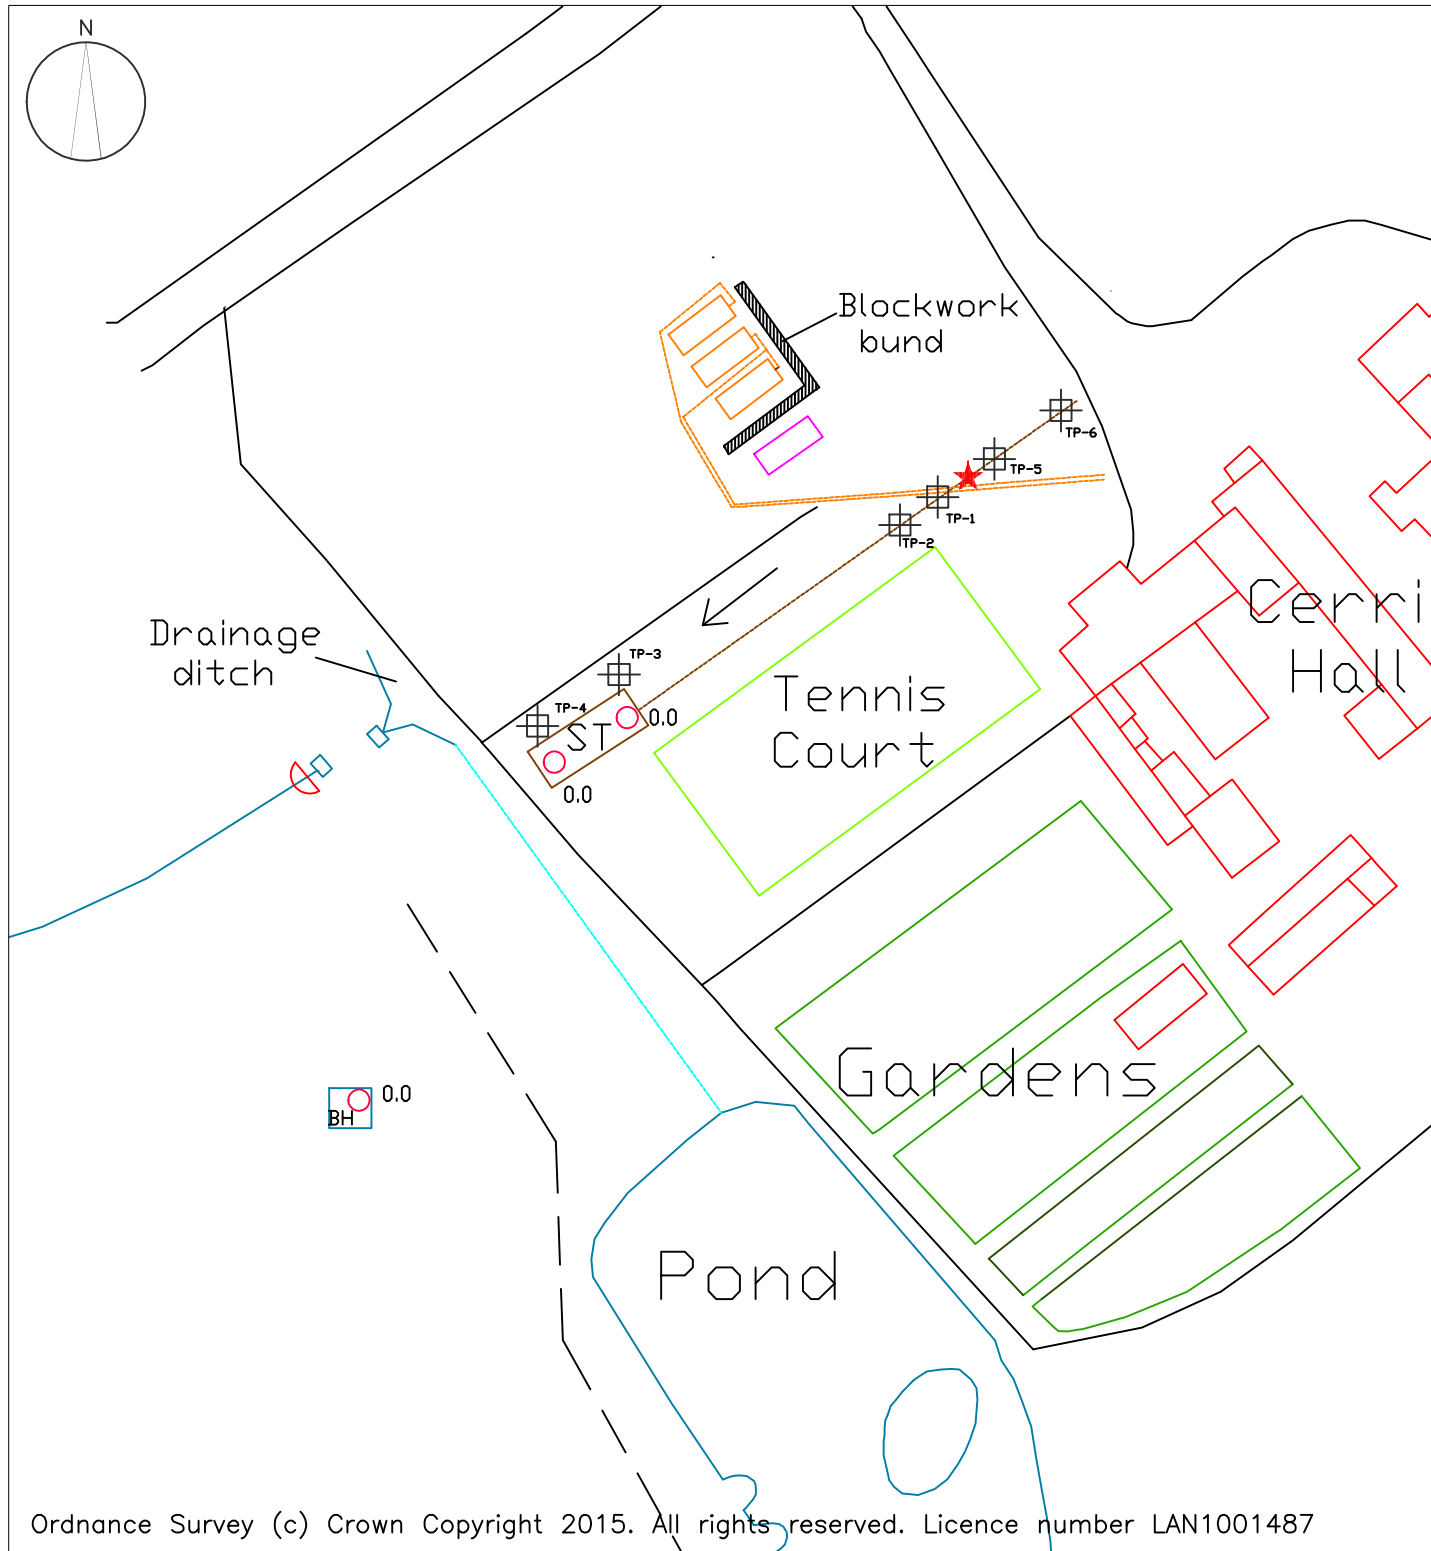 N
Blockwork
bund
TP-6
TP-5
TP-1
TP-2
Drainage
ditch
Cerri
Hall
TP-3
TP-4
ST
0.0
0.0
Tennis
Court
Gardens
BH
0.0
Pond
Ordnance Survey (c) Crown Copyright 2015. All rights reserved. Licence number LAN1001487